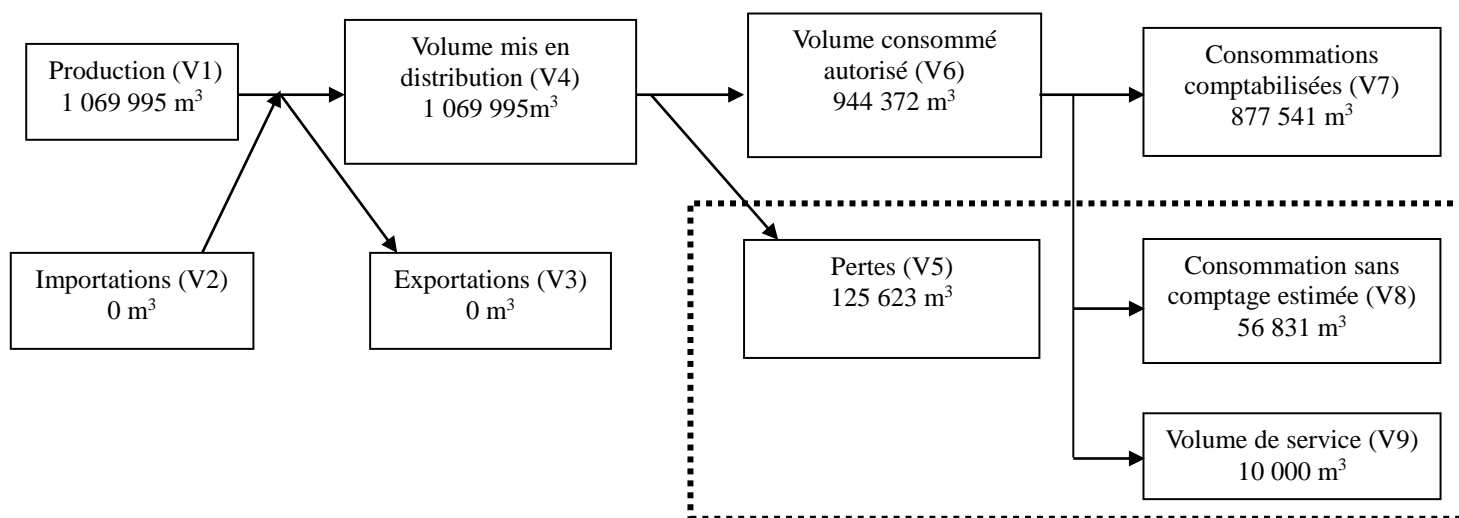 Production (V1)
1 069 995 m³
Volume mis en
distribution (V4)
1 069 995m³
Volume consommé
autorisé (V6)
944 372 m³
Consommations
comptabilisées (V7)
877 541 m³
Importations (V2)
0 m³
Exportations (V3)
0 m³
Pertes (V5)
125 623 m³
Consommation sans
comptage estimée (V8)
56 831 m³
Volume de service (V9)
10 000 m³